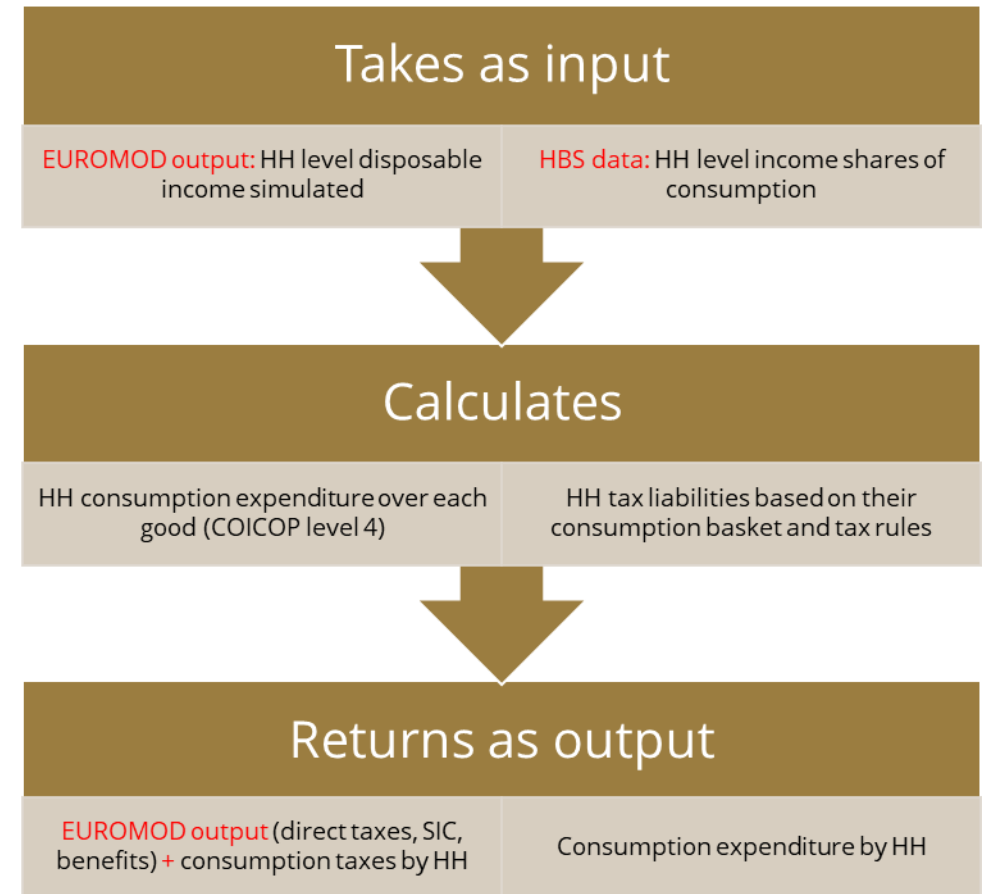 Takes as input
EUROMOD output: HH level disposable
income simulated
HBS data: HH level income shares of
consumption
Calculates
HH consumption expenditure over each
good (COICOP level 4)
HH tax liabilities based on their
consumption basket and tax rules
Returns as output
EUROMOD output (direct taxes, SIC,
benefits) + consumption taxes by HH
Consumption expenditure by HH